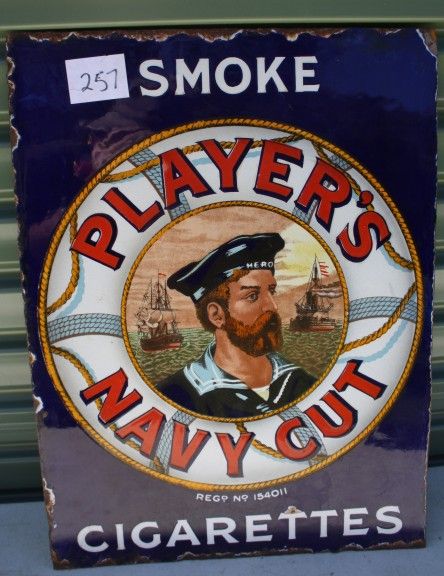 257
SMOKE
PLAYER'S
HERO
NAVY CUT
REGD No 154011
CIGARETTES